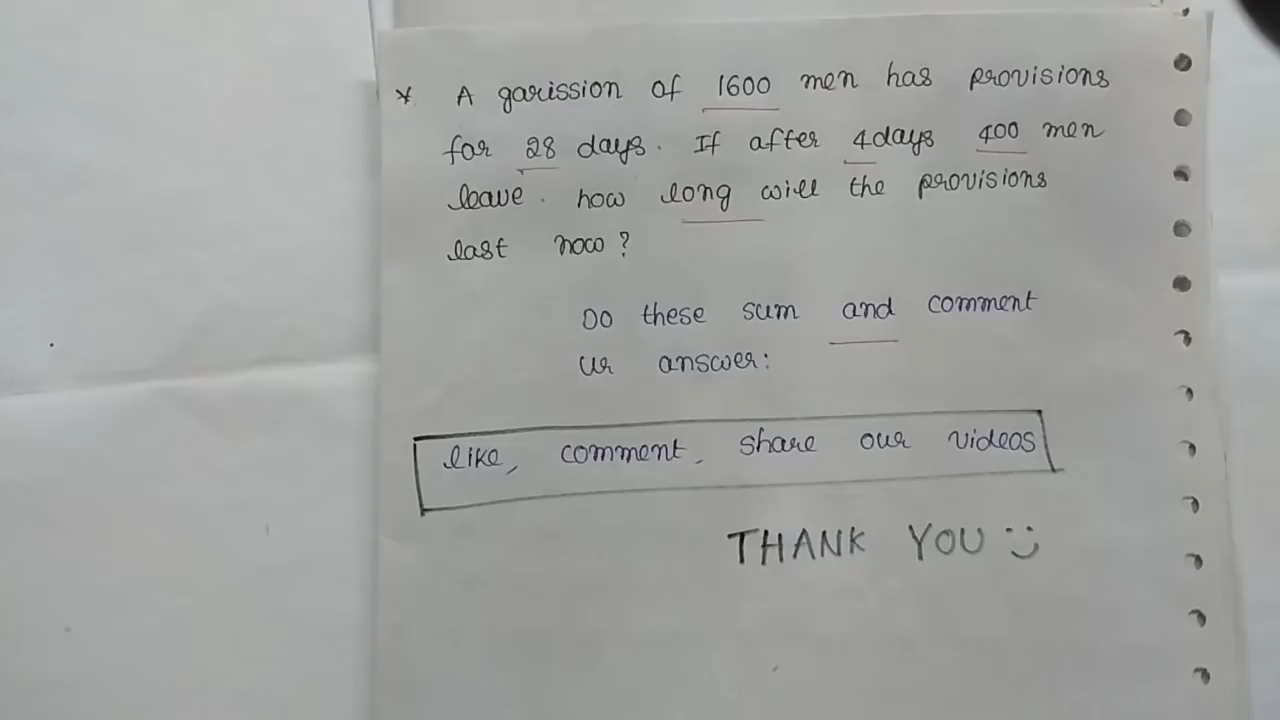 * A garission of 1600 men has provisions
for 28 days. If after 4days 400 men
leave. how long will the provisions
last now?
Do these sum and comment
ur answer:
like, comment, share our videos
THANK YOU :)